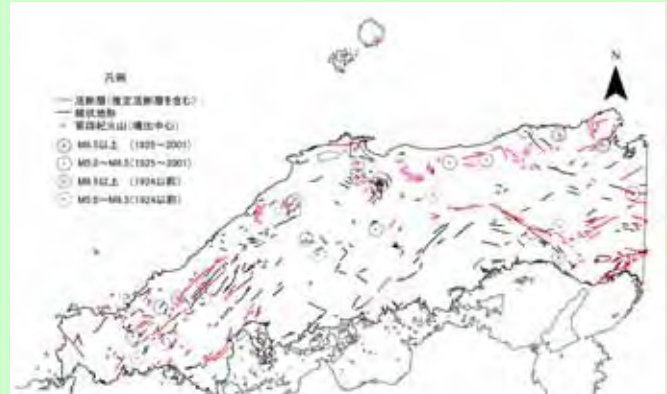 凡例
N
活断層(推定活断層を含む)
線状地形
第四紀火山(噴出中心)
M6.5以上 (1925~2001)
M5.0~M6.5(1925~2001)
M6.5以上 (1924以前)
M5.0~M6.5(1924以前)